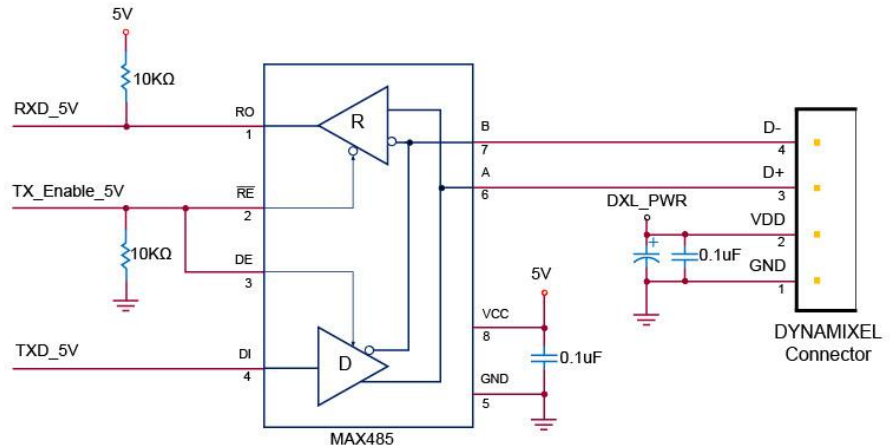 5V
10KΩ
RXD_5V
RO
1
R
B
7
D-
4
A
6
D+
3
TX_Enable_5V
RE
2
DXL_PWR
VDD
2
10KΩ
+
0.1uF
DE
3
5V
GND
1
VCC
8
DYNAMIXEL
Connector
TXD_5V
DI
4
D
0.1uF
GND
5
MAX485